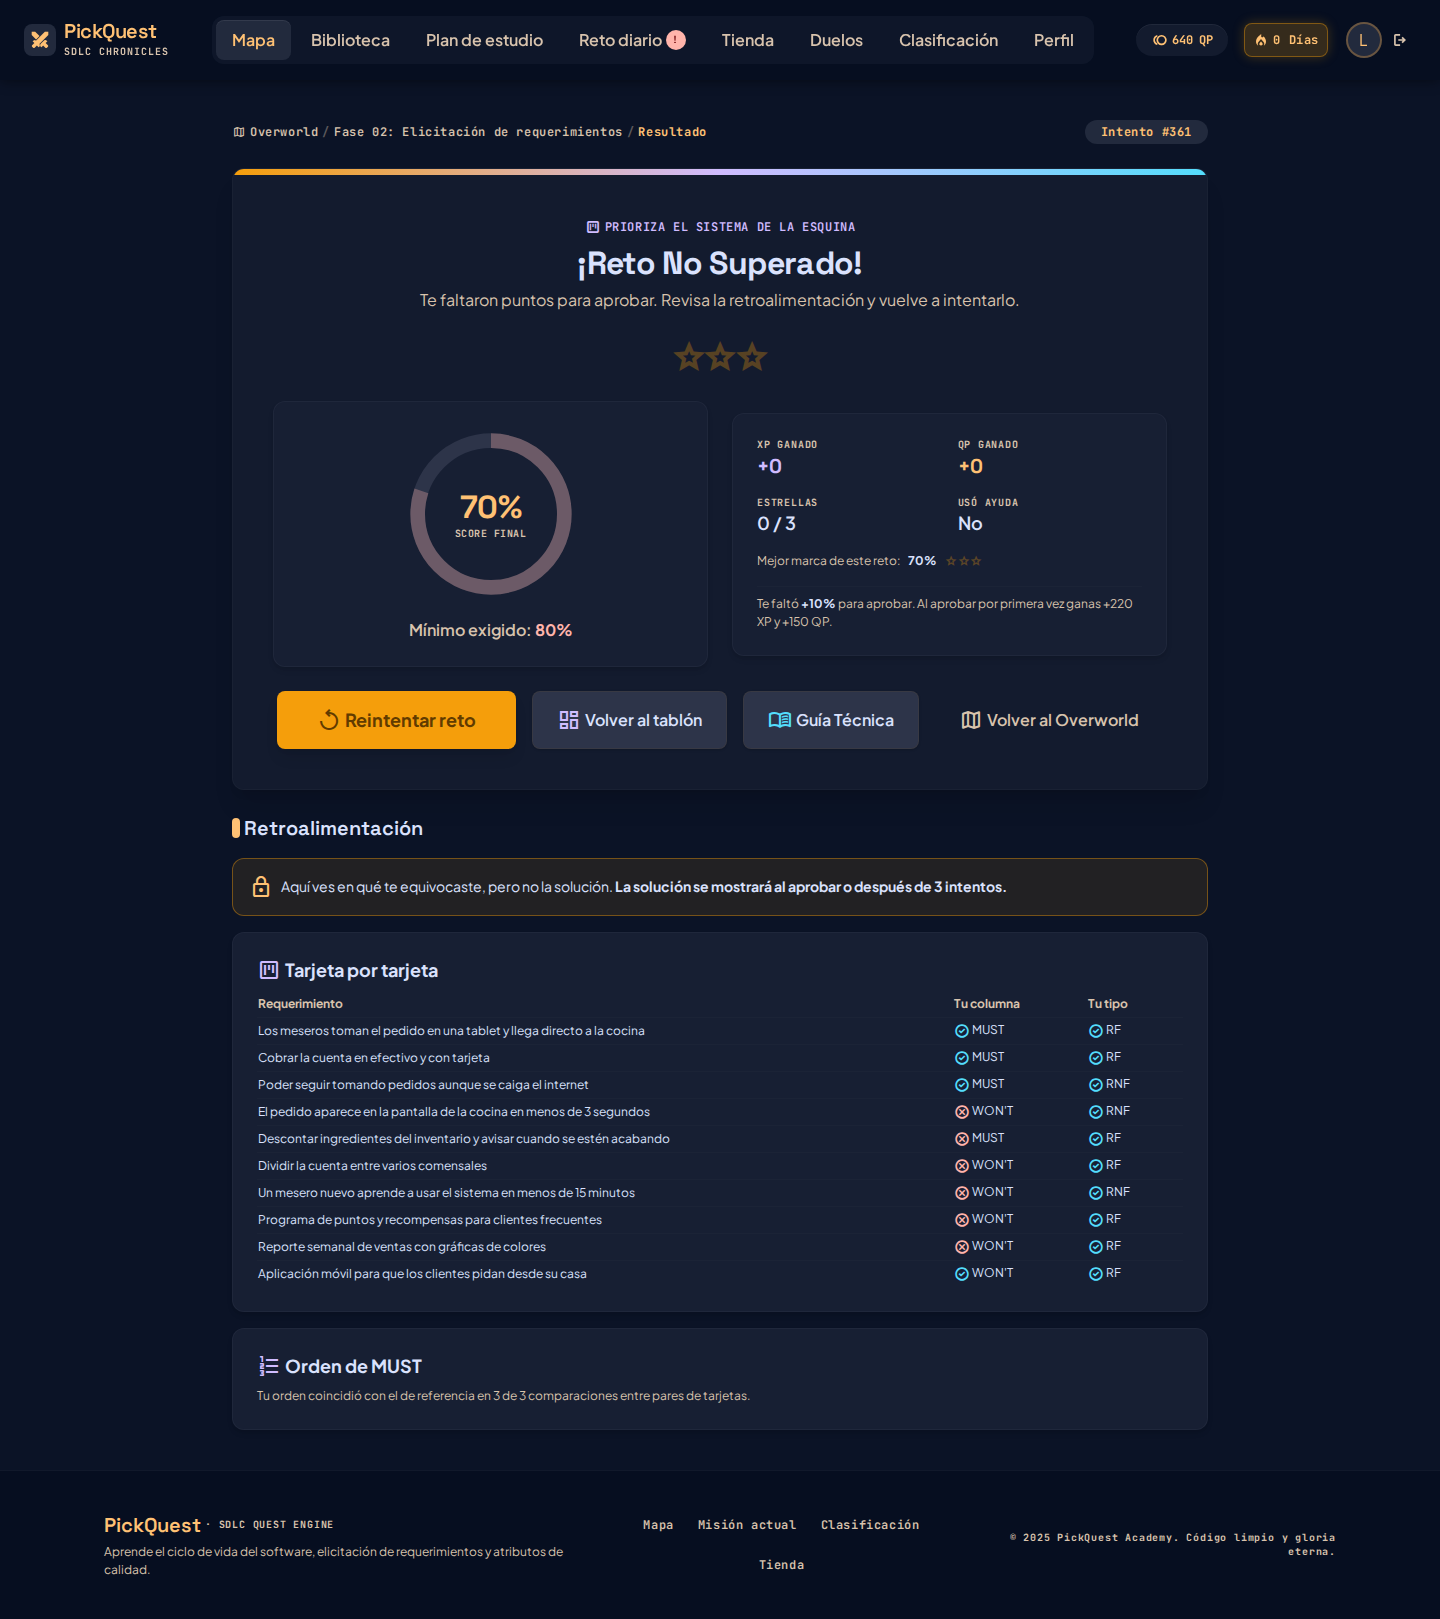 PickQuest
SDLC CHRONICLES
Mapa Biblioteca Plan de estudio Reto diario ! Tienda Duelos Clasificación Perfil
640 QP
0 Días
L
Overworld / Fase 02: Elicitación de requerimientos / Resultado
Intento #361
PRIORIZA EL SISTEMA DE LA ESQUINA
¡Reto No Superado!
Te faltaron puntos para aprobar. Revisa la retroalimentación y vuelve a intentarlo.
70%
SCORE FINAL
Mínimo exigido: 80%
XP GANADO QP GANADO
+0 +0
ESTRELLAS USÓ AYUDA
0 / 3 No
Mejor marca de este reto: 70%
Te faltó +10% para aprobar. Al aprobar por primera vez ganas +220
XP y +150 QP.
Reintentar reto Volver al tablón Guía Técnica Volver al Overworld
Retroalimentación
Aquí ves en qué te equivocaste, pero no la solución. La solución se mostrará al aprobar o después de 3 intentos.
Tarjeta por tarjeta
Requerimiento Tu columna Tu tipo
Los meseros toman el pedido en una tablet y llega directo a la cocina MUST RF
Cobrar la cuenta en efectivo y con tarjeta MUST RF
Poder seguir tomando pedidos aunque se caiga el internet MUST RNF
El pedido aparece en la pantalla de la cocina en menos de 3 segundos WON'T RNF
Descontar ingredientes del inventario y avisar cuando se estén acabando MUST RF
Dividir la cuenta entre varios comensales WON'T RF
Un mesero nuevo aprende a usar el sistema en menos de 15 minutos WON'T RNF
Programa de puntos y recompensas para clientes frecuentes WON'T RF
Reporte semanal de ventas con gráficas de colores WON'T RF
Aplicación móvil para que los clientes pidan desde su casa WON'T RF
Orden de MUST
Tu orden coincidió con el de referencia en 3 de 3 comparaciones entre pares de tarjetas.
PickQuest · SDLC QUEST ENGINE
Aprende el ciclo de vida del software, elicitación de requerimientos y atributos de
calidad.
Mapa Misión actual Clasificación
Tienda
© 2025 PickQuest Academy. Código limpio y gloria
eterna.